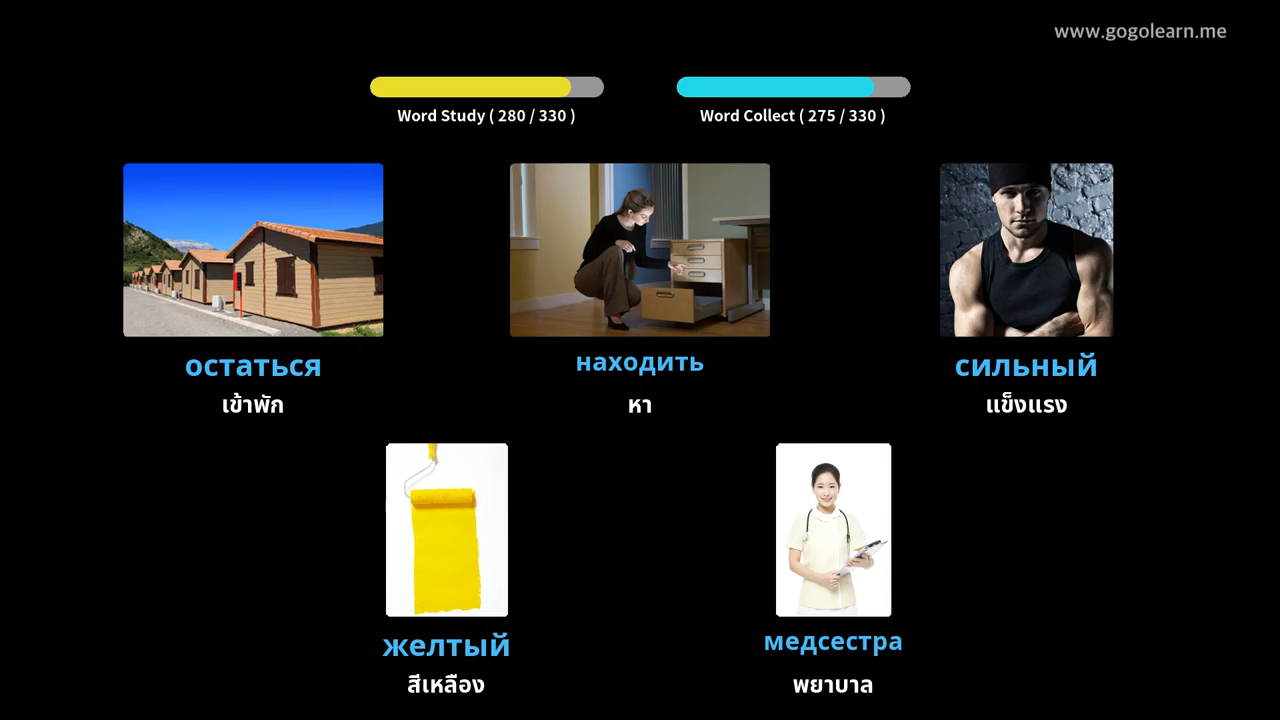 www.gogolearn.me
Word Study ( 280 / 330 )
Word Collect ( 275 / 330 )
остаться
เข้าพัก
находить
หา
сильный
แข็งแรง
желтый
สีเหลือง
медсестра
พยาบาล